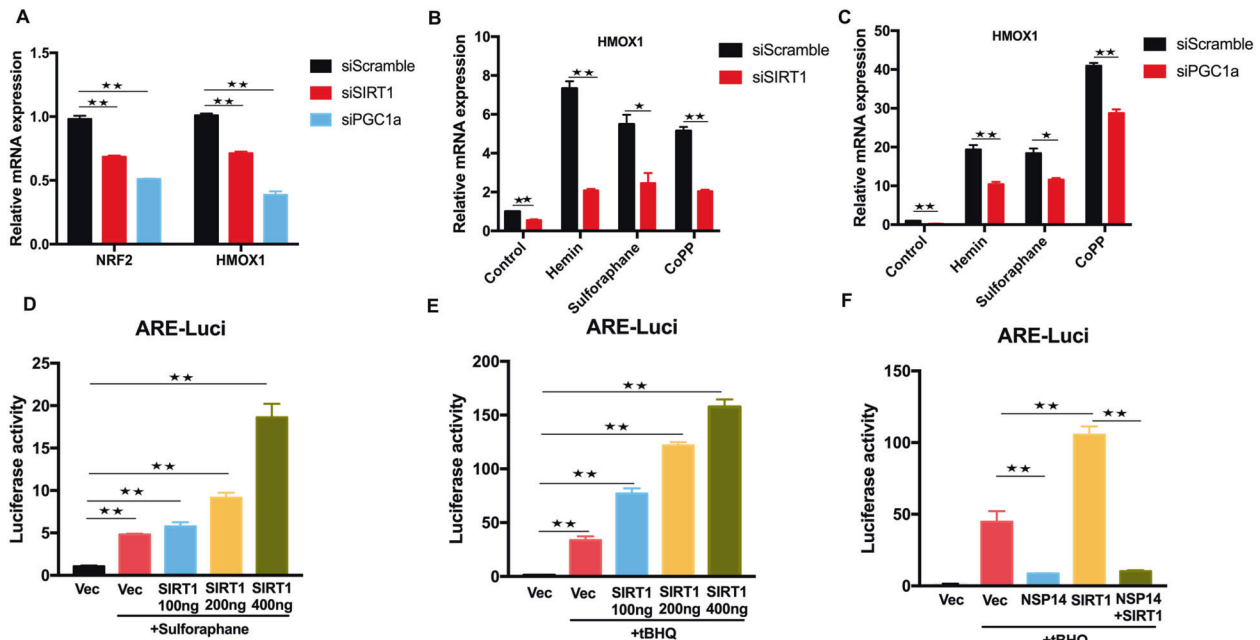 A
Relative mRNA expression
1.5
1.0
0.5
0.0
★★
★★
★★
★★
NRF2
HMOX1
siScramble
siSIRT1
siPGC1a
B
HMOX1
Relative mRNA expression
10
8
6
4
2
0
★★
★★
★
★★
Control
Hemin
Sulforaphane
CoPP
siScramble
siSIRT1
C
HMOX1
Relative mRNA expression
50
40
30
20
10
0
★★
★★
★
★★
Control
Hemin
Sulforaphane
CoPP
siScramble
siPGC1a
D
ARE-Luci
Luciferase activity
25
20
15
10
5
0
★★
★★
★★
★★
Vec
Vec
SIRT1
100ng
SIRT1
200ng
SIRT1
400ng
+Sulforaphane
E
ARE-Luci
Luciferase activity
200
150
100
50
0
★★
★★
★★
★★
Vec
Vec
SIRT1
100ng
SIRT1
200ng
SIRT1
400ng
+tBHQ
F
ARE-Luci
Luciferase activity
150
100
50
0
★★
★★
★★
Vec
Vec
NSP14
SIRT1
NSP14
+SIRT1
+tBHQ